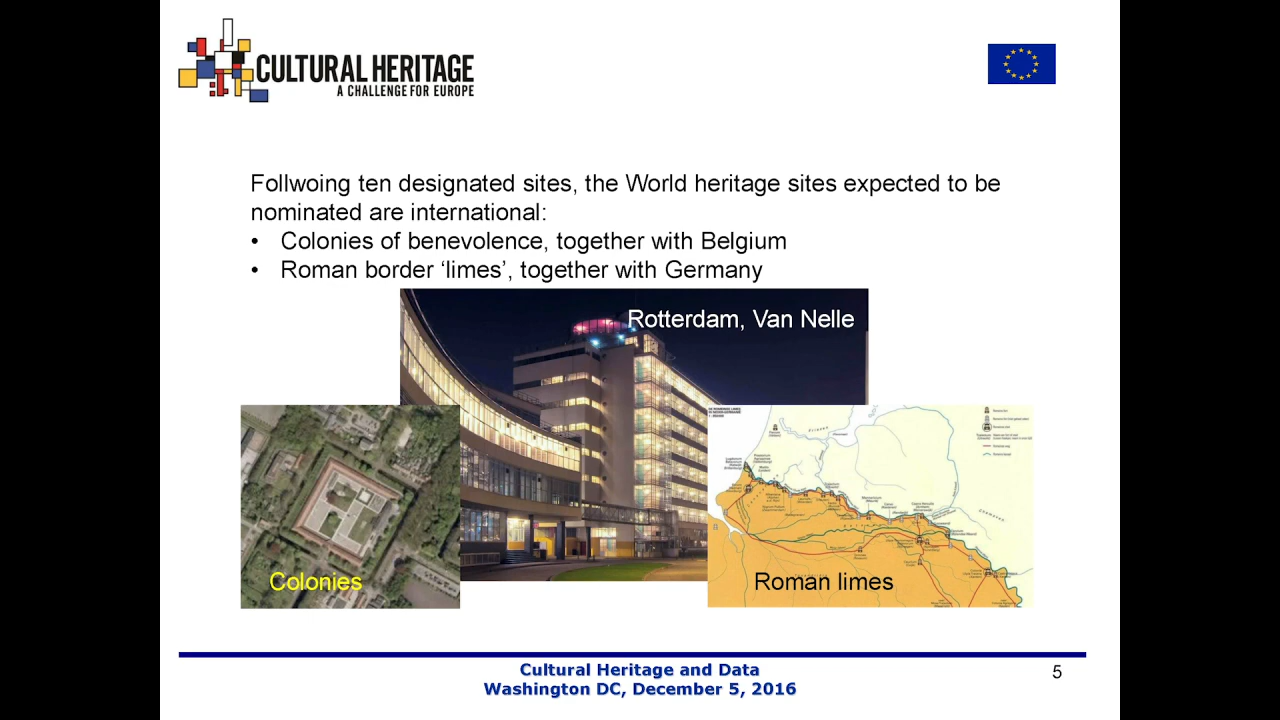 CULTURAL HERITAGE
A CHALLENGE FOR EUROPE
Follwoing ten designated sites, the World heritage sites expected to be
nominated are international:
• Colonies of benevolence, together with Belgium
• Roman border ‘limes’, together with Germany
Rotterdam, Van Nelle
Colonies
Roman limes
Cultural Heritage and Data
Washington DC, December 5, 2016
5